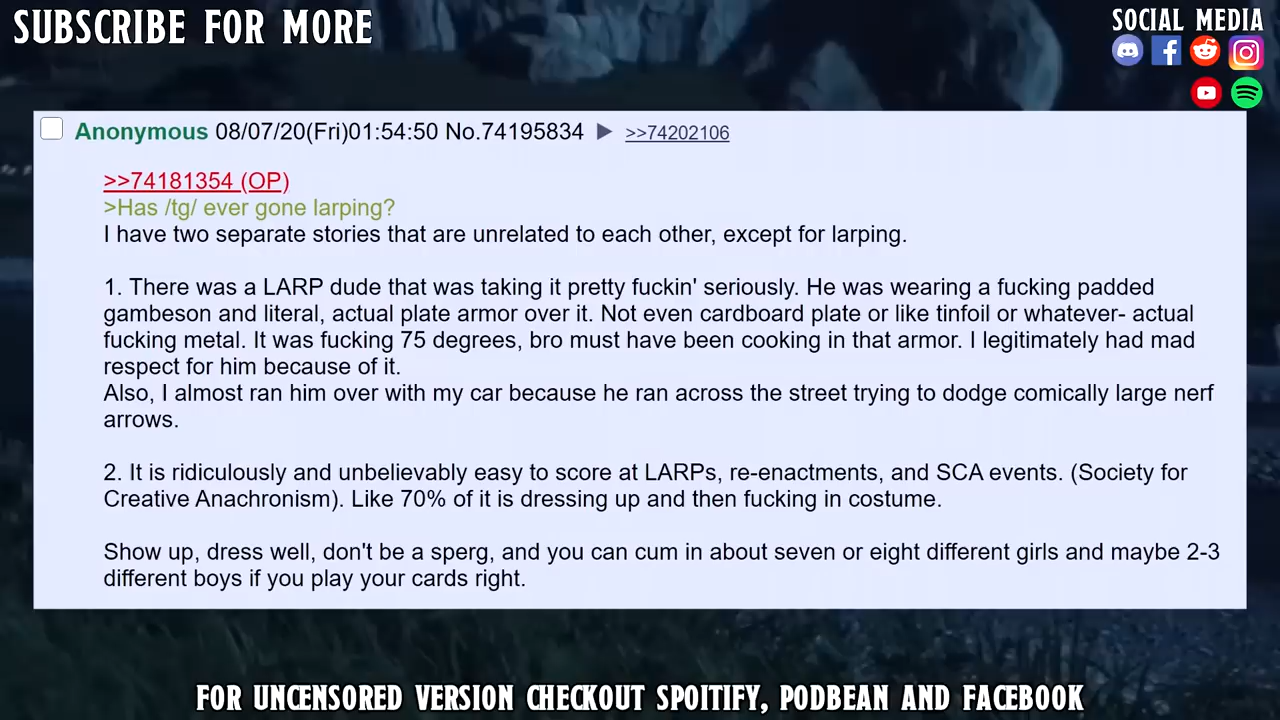 SUBSCRIBE FOR MORE
SOCIAL MEDIA
Anonymous 08/07/20(Fri)01:54:50 No.74195834 ▶ >>74202106
>>74181354 (OP)
>Has /tg/ ever gone larping?
I have two separate stories that are unrelated to each other, except for larping.
1. There was a LARP dude that was taking it pretty fuckin' seriously. He was wearing a fucking padded
gambeson and literal, actual plate armor over it. Not even cardboard plate or like tinfoil or whatever- actual
fucking metal. It was fucking 75 degrees, bro must have been cooking in that armor. I legitimately had mad
respect for him because of it.
Also, I almost ran him over with my car because he ran across the street trying to dodge comically large nerf
arrows.
2. It is ridiculously and unbelievably easy to score at LARPs, re-enactments, and SCA events. (Society for
Creative Anachronism). Like 70% of it is dressing up and then fucking in costume.
Show up, dress well, don't be a sperg, and you can cum in about seven or eight different girls and maybe 2-3
different boys if you play your cards right.
FOR UNCENSORED VERSION CHECKOUT SPOITIFY, PODBEAN AND FACEBOOK